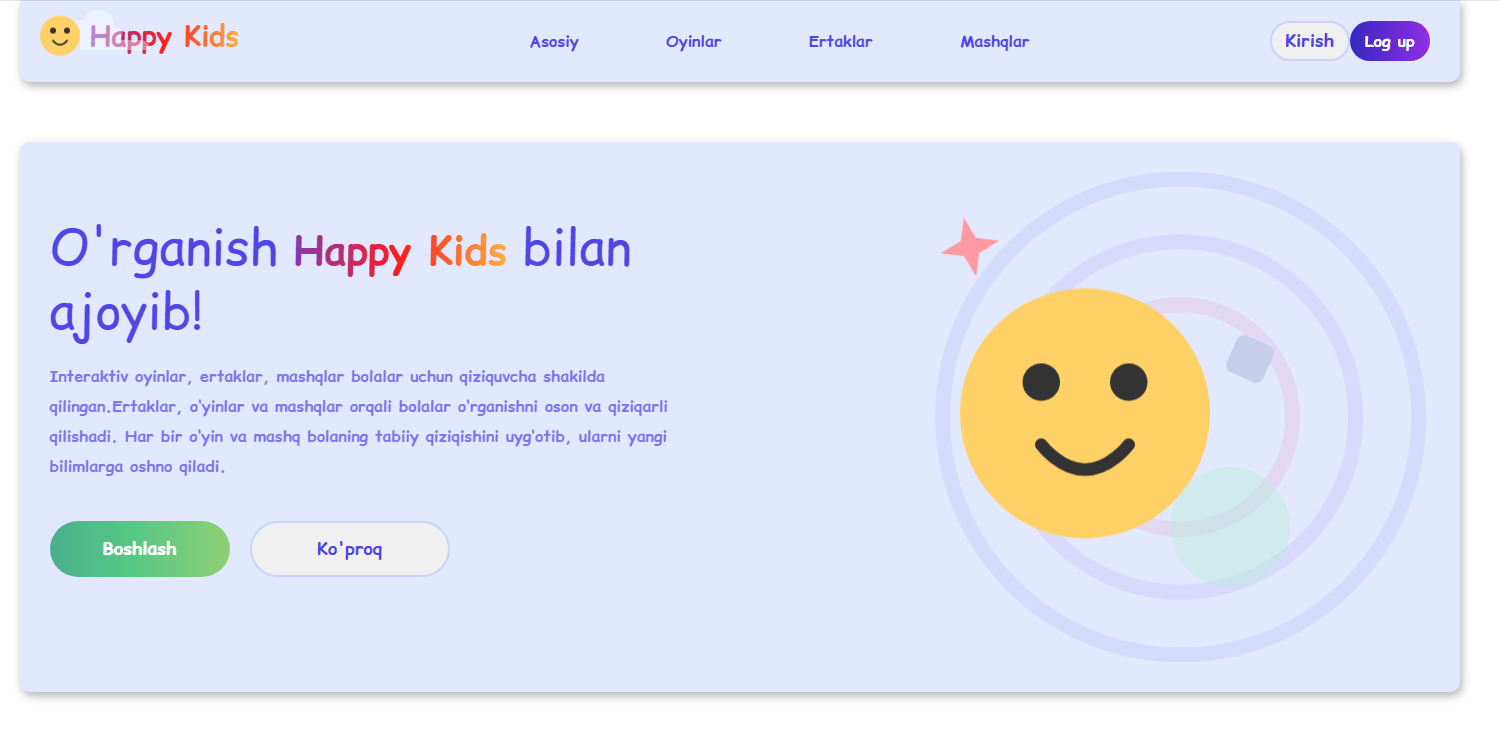 Happy Kids
Asosiy
Oyinlar
Ertaklar
Mashqlar
Kirish
Log up
O'rganish Happy Kids bilan
ajoyib!
Interaktiv oyinlar, ertaklar, mashqlar bolalar uchun qiziquvcha shakilda
qilingan.Ertaklar, o'yinlar va mashqlar orqali bolalar o'rganishni oson va qiziqarli
qilishadi. Har bir o'yin va mashq bolaning tabiiy qiziqishini uyg'otib, ularni yangi
bilimlarga oshno qiladi.
Boshlash
Ko'proq